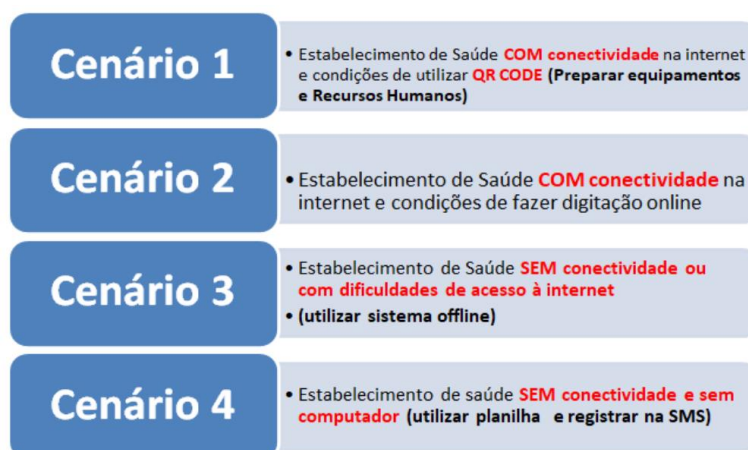 Cenário 1
• Estabelecimento de Saúde COM conectividade na internet
e condições de utilizar QR CODE (Preparar equipamentos
e Recursos Humanos)
Cenário 2
• Estabelecimento de Saúde COM conectividade na
internet e condições de fazer digitação online
Cenário 3
• Estabelecimento de Saúde SEM conectividade ou
com dificuldades de acesso à internet
• (utilizar sistema offline)
Cenário 4
• Estabelecimento de saúde SEM conectividade e sem
computador (utilizar planilha e registrar na SMS)